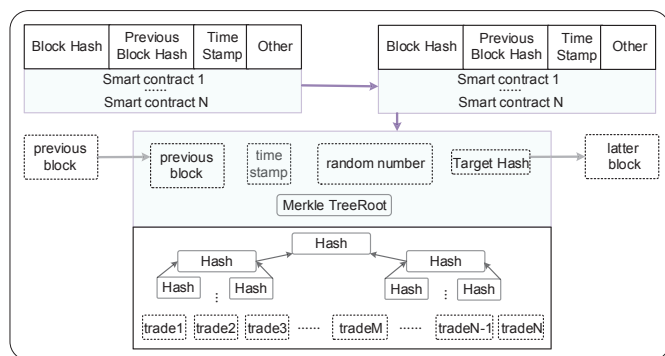 Block Hash
Previous
Block Hash
Time
Stamp
Other
Smart contract 1
......
Smart contract N
Block Hash
Previous
Block Hash
Time
Stamp
Other
Smart contract 1
......
Smart contract N
previous
block
previous
block
time
stamp
random number
Target Hash
latter
block
Merkle TreeRoot
Hash
Hash
Hash
Hash
Hash
Hash
Hash
trade1
trade2
trade3
......
tradeM
......
tradeN-1
tradeN